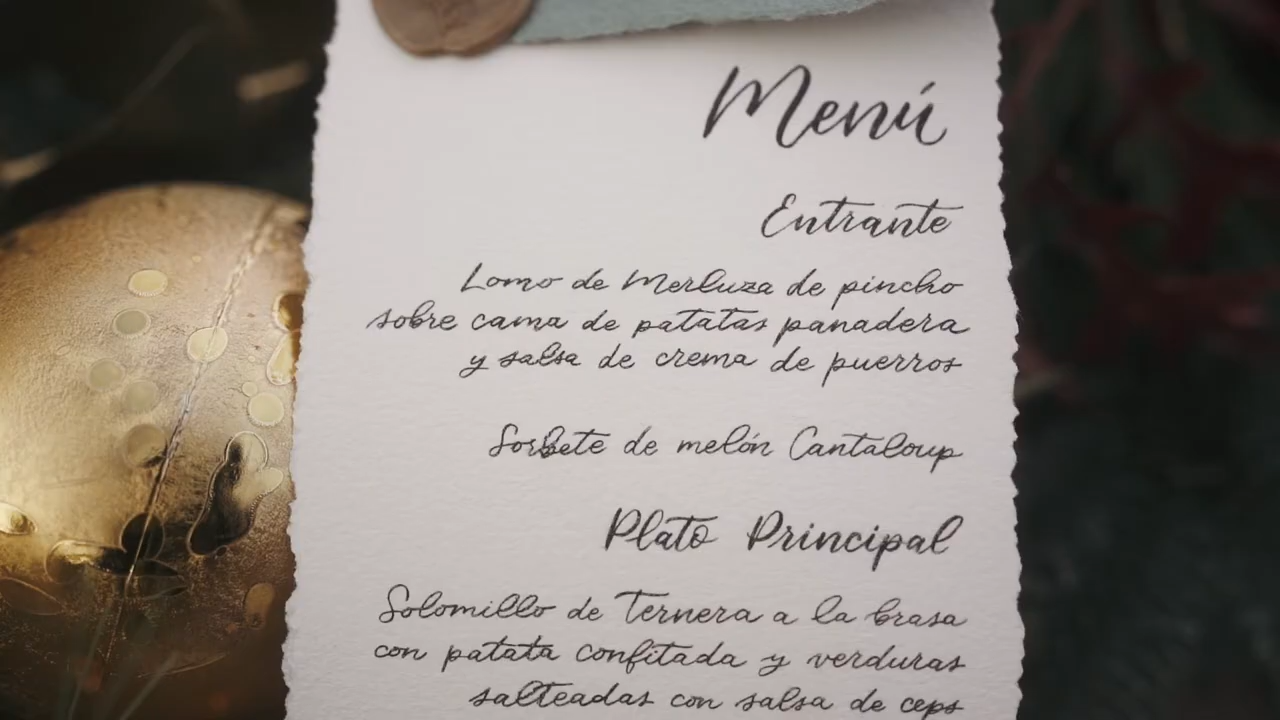 Menú
Entrante
Lomo de Merluza de pincho
sobre cama de patatas panadera
y salsa de crema de puerros
Sorbete de melón Cantaloup
Plato Principal
Solomillo de Ternera a la brasa
con patata confitada y verduras
salteadas con salsa de ceps